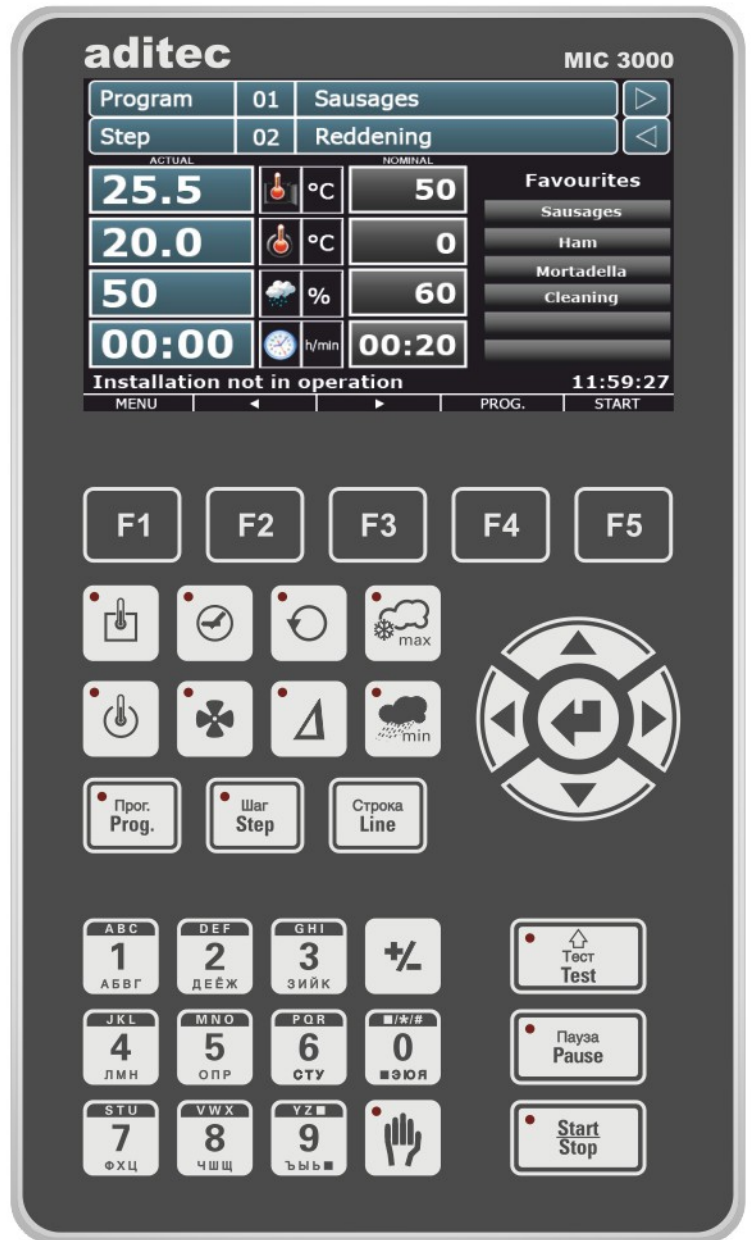 aditec
MIC 3000
Program 01 Sausages
Step 02 Reddening
ACTUAL NOMINAL
25.5 °C 50
20.0 °C 0
50 % 60
00:00 h/min 00:20
Favourites
Sausages
Ham
Mortadella
Cleaning
Installation not in operation 11:59:27
MENU ◄ ► PROG. START
F1 F2 F3 F4 F5
max
min
Прог.
Prog.
Шаг
Step
Строка
Line
ABC
1
АБВГ
DEF
2
ДЕЁЖ
GHI
3
ЗИЙК
+/-
Тест
Test
JKL
4
ЛМН
MNO
5
ОПР
PQR
6
СТУ
■/*/#
0
■ЭЮЯ
Пауза
Pause
STU
7
ФХЦ
VWX
8
ЧШЩ
YZ■
9
ЪЫЬ■
Start
Stop